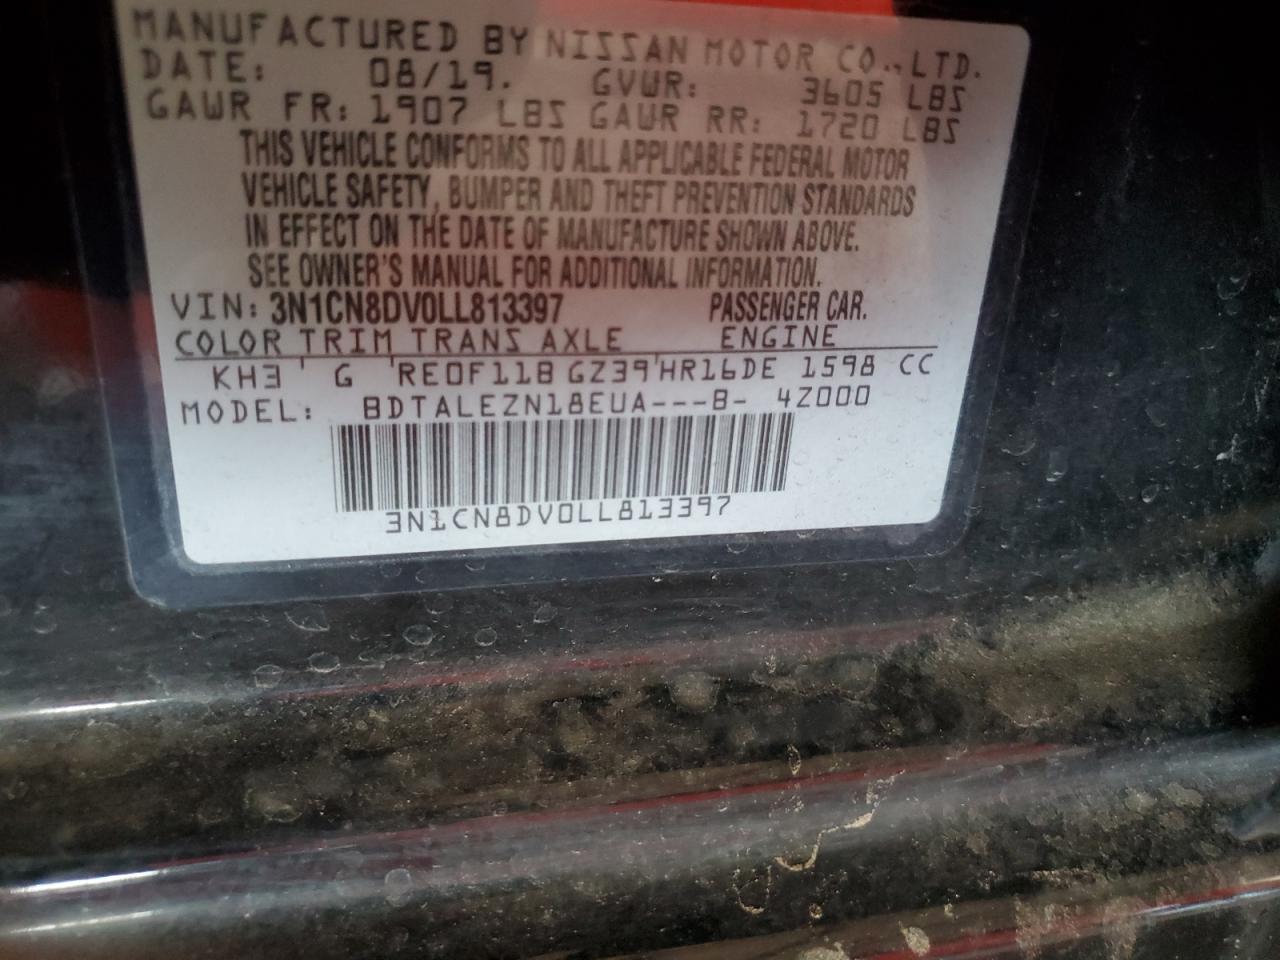 MANUFACTURED BY NISSAN MOTOR CO., LTD.
DATE: 08/19. GVWR: 3605 LBS
GAWR FR: 1907 LBS GAWR RR: 1720 LBS
THIS VEHICLE CONFORMS TO ALL APPLICABLE FEDERAL MOTOR
VEHICLE SAFETY, BUMPER AND THEFT PREVENTION STANDARDS
IN EFFECT ON THE DATE OF MANUFACTURE SHOWN ABOVE.
SEE OWNER'S MANUAL FOR ADDITIONAL INFORMATION.
VIN: 3N1CN8DV0LL813397 PASSENGER CAR.
COLOR TRIM TRANS AXLE ENGINE
KH3 G RE0F11B GZ39 HR16DE 1598 CC
MODEL: BDTALEZN18EUA---B- 4Z000
3N1CN8DV0LL813397